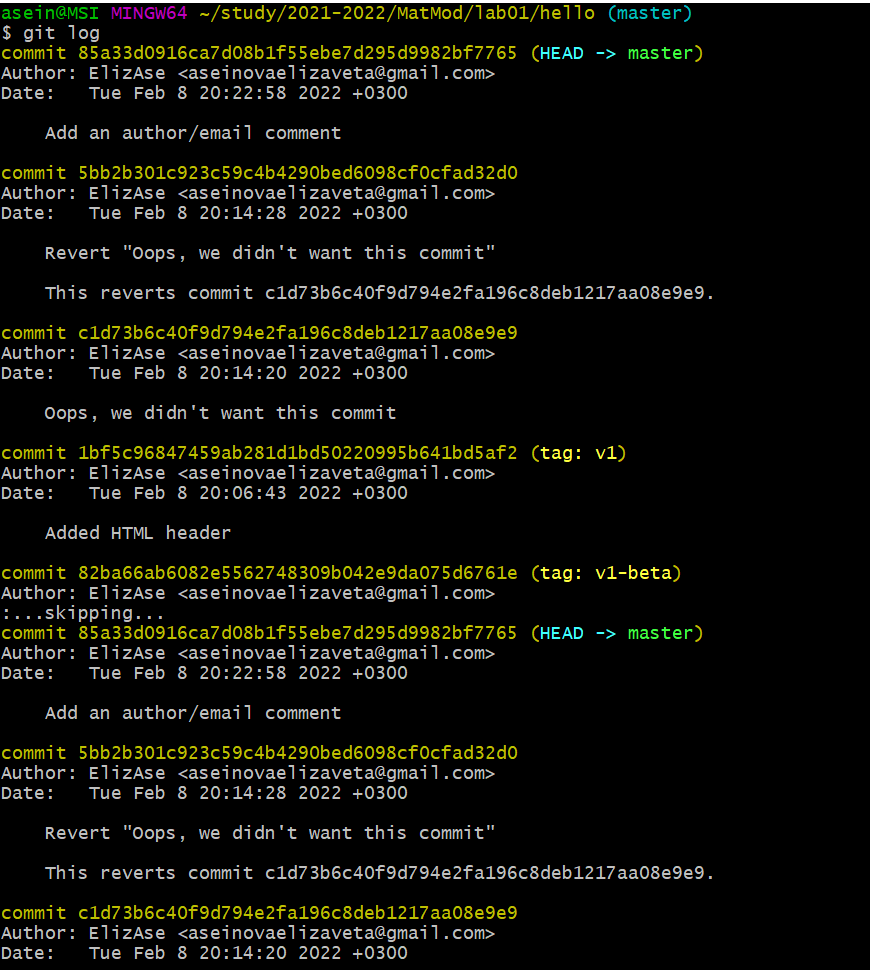 asein@MSI MINGW64 ~/study/2021-2022/MatMod/lab01/hello (master)
$ git log
commit 85a33d0916ca7d08b1f55ebe7d295d9982bf7765 (HEAD -> master)
Author: ElizAse <aseinovaelizaveta@gmail.com>
Date:   Tue Feb 8 20:22:58 2022 +0300

    Add an author/email comment

commit 5bb2b301c923c59c4b4290bed6098cf0cfad32d0
Author: ElizAse <aseinovaelizaveta@gmail.com>
Date:   Tue Feb 8 20:14:28 2022 +0300

    Revert "Oops, we didn't want this commit"

    This reverts commit c1d73b6c40f9d794e2fa196c8deb1217aa08e9e9.

commit c1d73b6c40f9d794e2fa196c8deb1217aa08e9e9
Author: ElizAse <aseinovaelizaveta@gmail.com>
Date:   Tue Feb 8 20:14:20 2022 +0300

    Oops, we didn't want this commit

commit 1bf5c96847459ab281d1bd50220995b641bd5af2 (tag: v1)
Author: ElizAse <aseinovaelizaveta@gmail.com>
Date:   Tue Feb 8 20:06:43 2022 +0300

    Added HTML header

commit 82ba66ab6082e5562748309b042e9da075d6761e (tag: v1-beta)
Author: ElizAse <aseinovaelizaveta@gmail.com>
:...skipping...
commit 85a33d0916ca7d08b1f55ebe7d295d9982bf7765 (HEAD -> master)
Author: ElizAse <aseinovaelizaveta@gmail.com>
Date:   Tue Feb 8 20:22:58 2022 +0300

    Add an author/email comment

commit 5bb2b301c923c59c4b4290bed6098cf0cfad32d0
Author: ElizAse <aseinovaelizaveta@gmail.com>
Date:   Tue Feb 8 20:14:28 2022 +0300

    Revert "Oops, we didn't want this commit"

    This reverts commit c1d73b6c40f9d794e2fa196c8deb1217aa08e9e9.

commit c1d73b6c40f9d794e2fa196c8deb1217aa08e9e9
Author: ElizAse <aseinovaelizaveta@gmail.com>
Date:   Tue Feb 8 20:14:20 2022 +0300